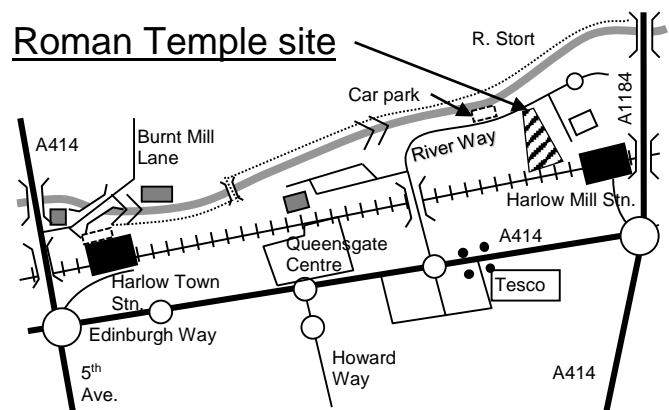 Roman Temple site
R. Stort
Car park
A1184
A414
Burnt Mill
Lane
River Way
Harlow Mill Stn.
A414
Queensgate
Centre
Harlow Town
Stn.
Tesco
Edinburgh Way
Howard
Way
5th
Ave.
A414